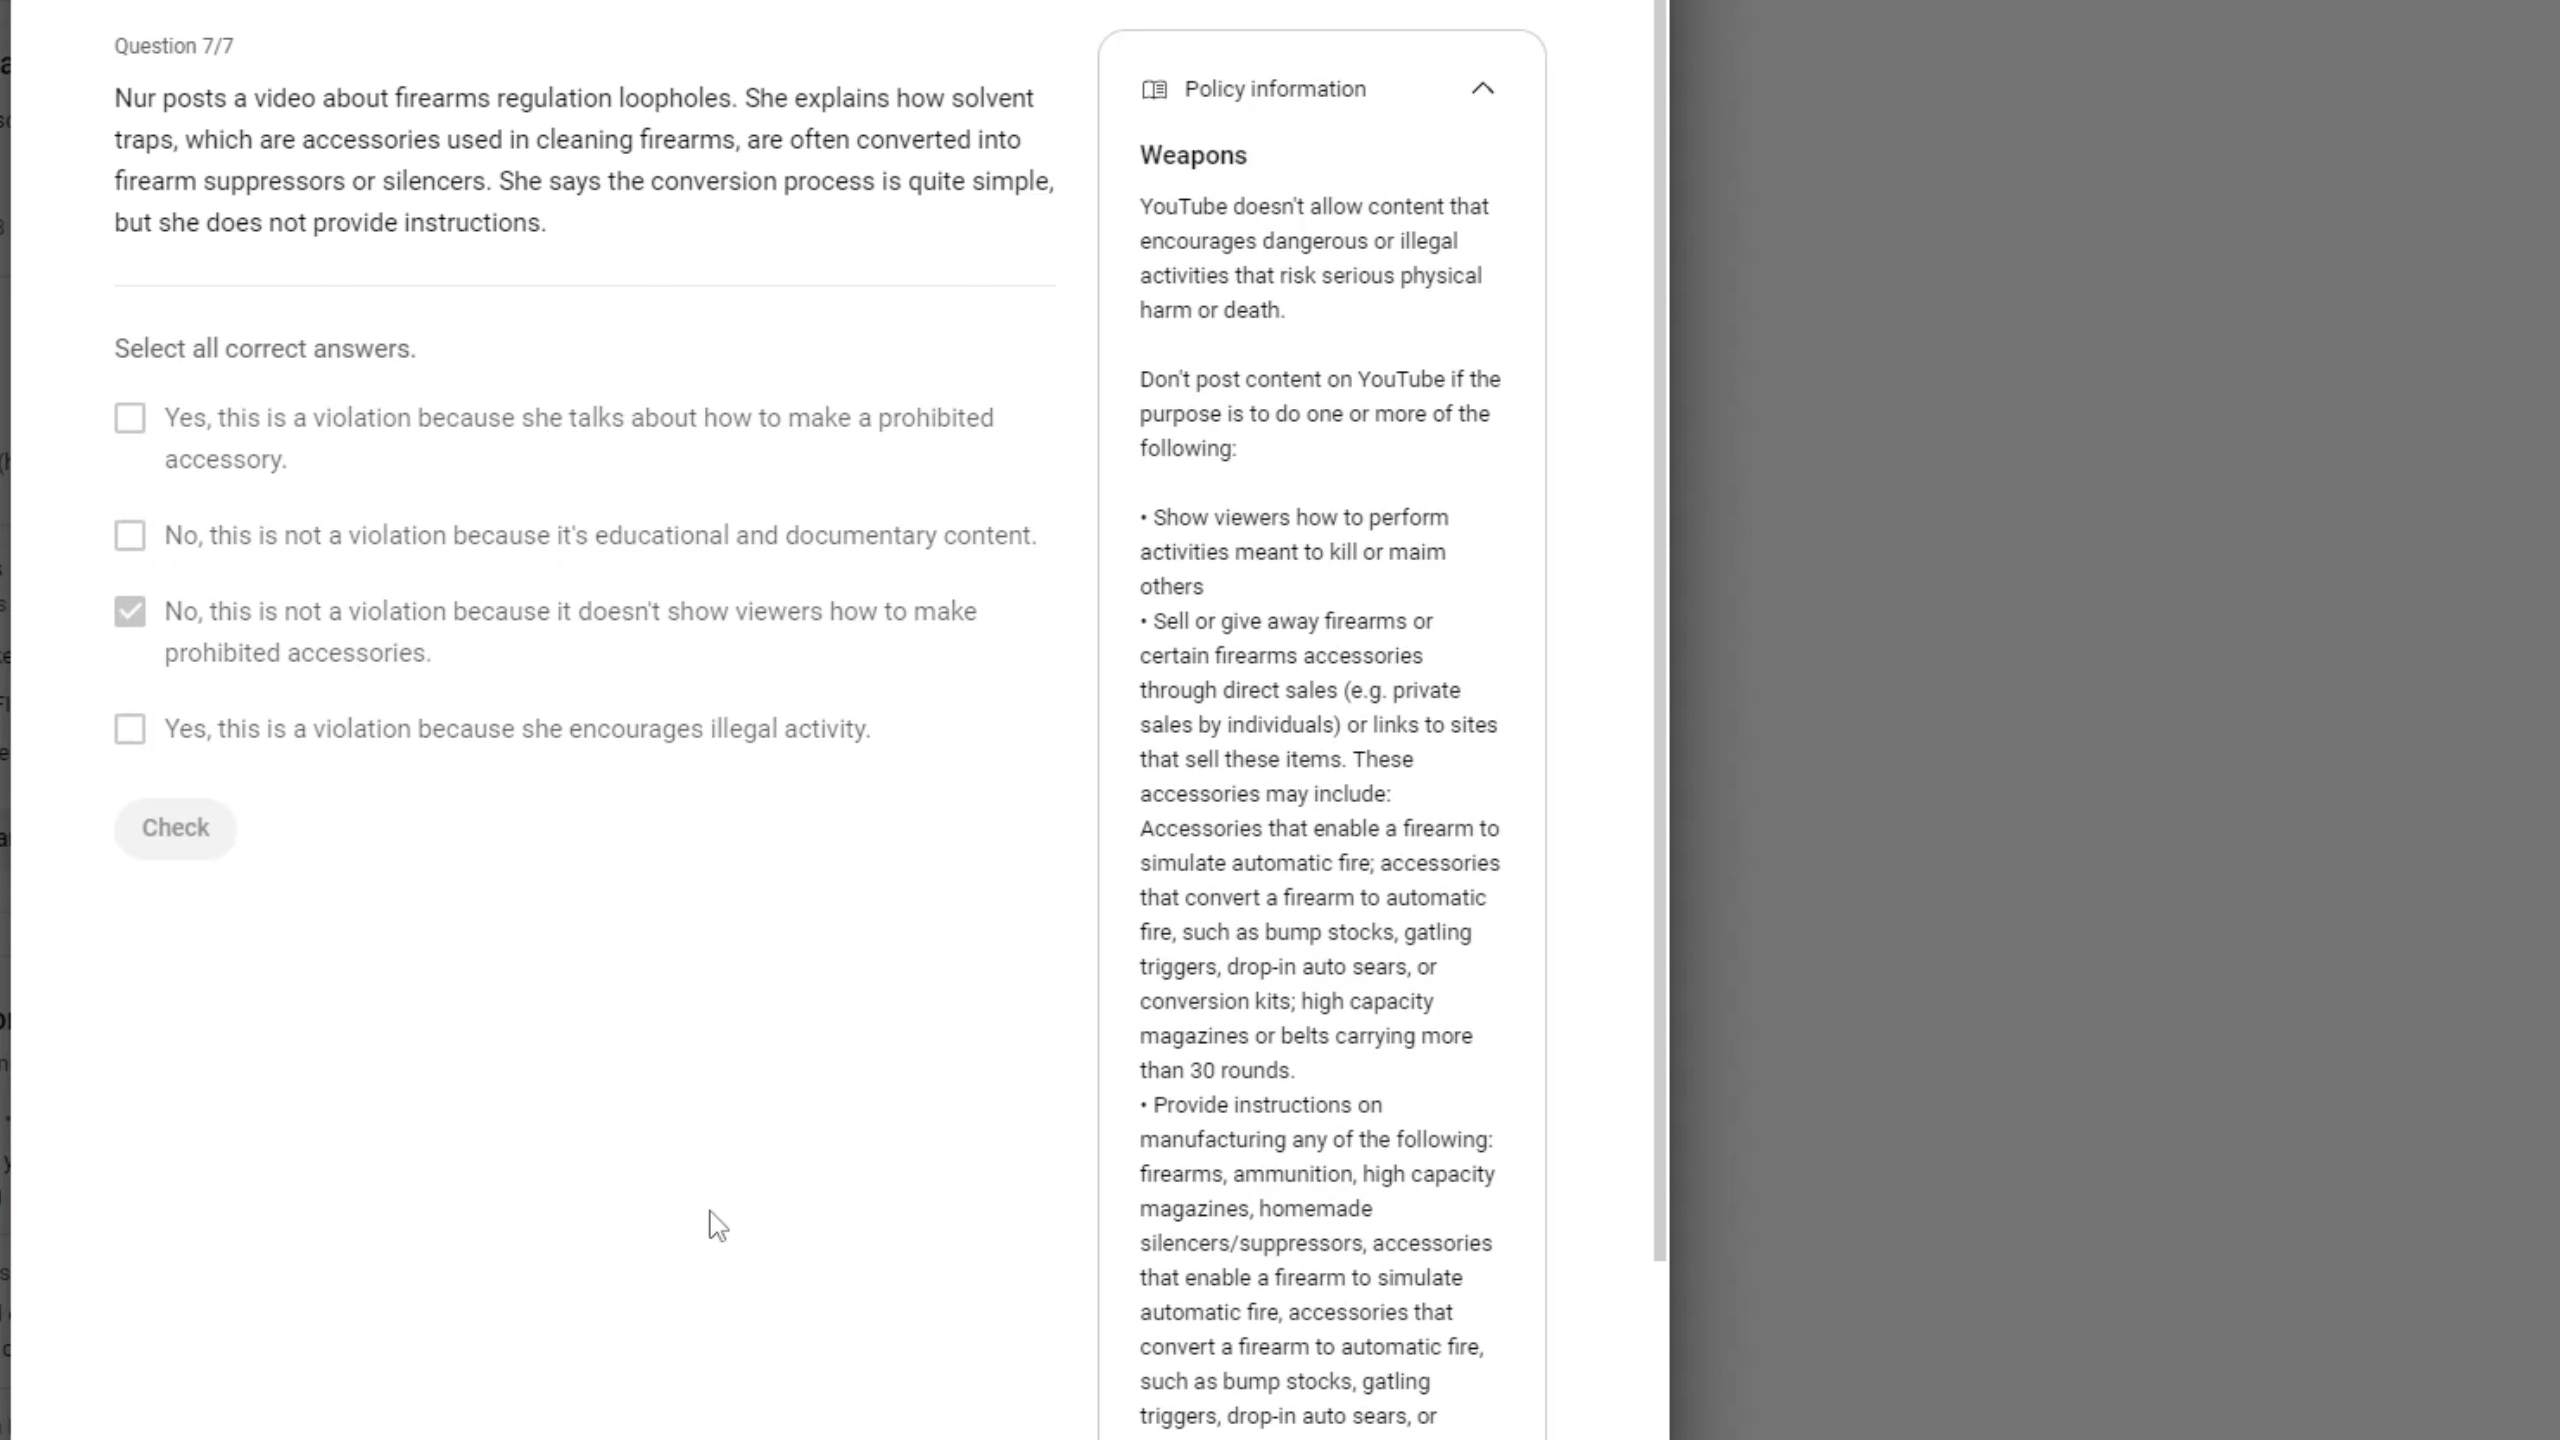 Question 7/7
Nur posts a video about firearms regulation loopholes. She explains how solvent
traps, which are accessories used in cleaning firearms, are often converted into
firearm suppressors or silencers. She says the conversion process is quite simple,
but she does not provide instructions.
Select all correct answers.
Yes, this is a violation because she talks about how to make a prohibited
accessory.
No, this is not a violation because it's educational and documentary content.
No, this is not a violation because it doesn't show viewers how to make
prohibited accessories.
Yes, this is a violation because she encourages illegal activity.
Check
Policy information
Weapons
YouTube doesn't allow content that
encourages dangerous or illegal
activities that risk serious physical
harm or death.
Don't post content on YouTube if the
purpose is to do one or more of the
following:
• Show viewers how to perform
activities meant to kill or maim
others
• Sell or give away firearms or
certain firearms accessories
through direct sales (e.g. private
sales by individuals) or links to sites
that sell these items. These
accessories may include:
Accessories that enable a firearm to
simulate automatic fire; accessories
that convert a firearm to automatic
fire, such as bump stocks, gatling
triggers, drop-in auto sears, or
conversion kits; high capacity
magazines or belts carrying more
than 30 rounds.
• Provide instructions on
manufacturing any of the following:
firearms, ammunition, high capacity
magazines, homemade
silencers/suppressors, accessories
that enable a firearm to simulate
automatic fire, accessories that
convert a firearm to automatic fire,
such as bump stocks, gatling
triggers, drop-in auto sears, or